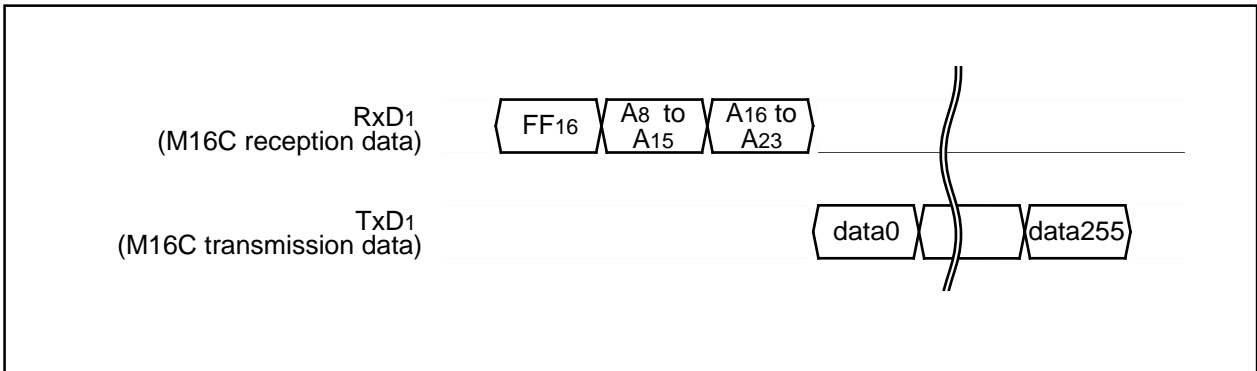 RxD1
(M16C reception data)
FF16
A8 to
A15
A16 to
A23
TxD1
(M16C transmission data)
data0
data255